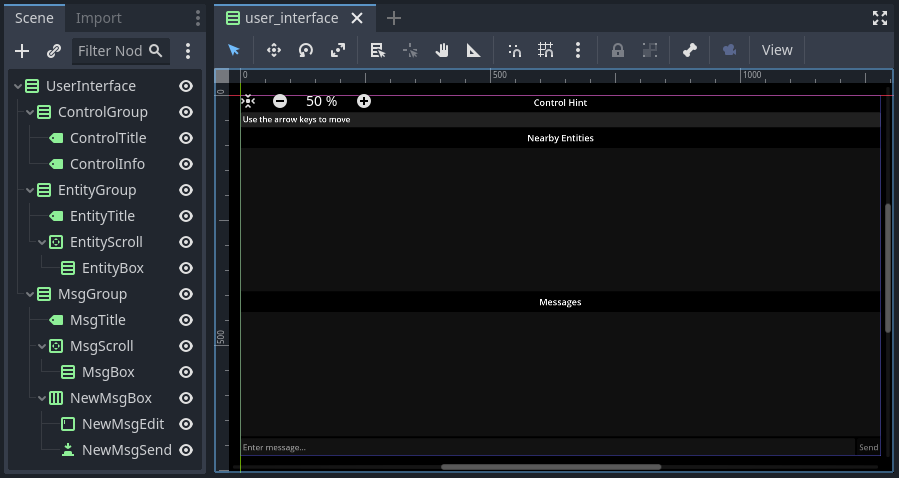 Scene Import
Filter Nod
UserInterface
ControlGroup
ControlTitle
ControlInfo
EntityGroup
EntityTitle
EntityScroll
EntityBox
MsgGroup
MsgTitle
MsgScroll
MsgBox
NewMsgBox
NewMsgEdit
NewMsgSend
user_interface
View
0 500 1000
0
500
50 %
Control Hint
Use the arrow keys to move
Nearby Entities
Messages
Enter message... Send